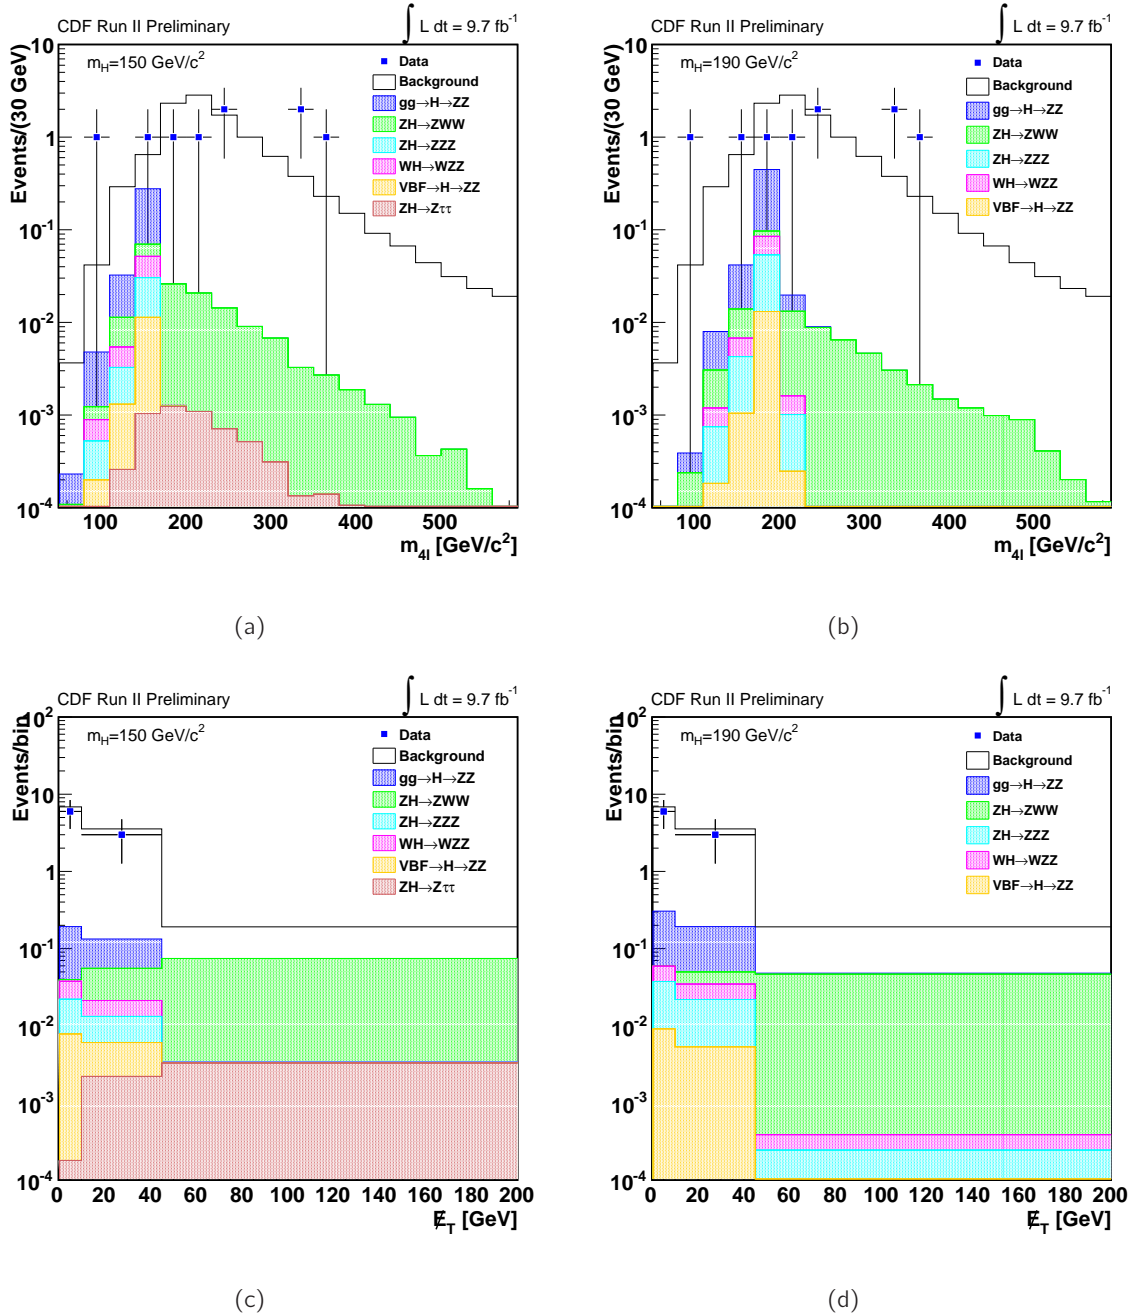 CDF Run II Preliminary ∫ L dt = 9.7 fb⁻¹
m_H=150 GeV/c²
Data
Background
gg→H→ZZ
ZH→ZWW
ZH→ZZZ
WH→WZZ
VBF→H→ZZ
ZH→Zττ
Events/(30 GeV)
10
1
10⁻¹
10⁻²
10⁻³
10⁻⁴
100 200 300 400 500
m_4l [GeV/c²]
(a)
CDF Run II Preliminary ∫ L dt = 9.7 fb⁻¹
m_H=190 GeV/c²
Data
Background
gg→H→ZZ
ZH→ZWW
ZH→ZZZ
WH→WZZ
VBF→H→ZZ
Events/(30 GeV)
10
1
10⁻¹
10⁻²
10⁻³
10⁻⁴
100 200 300 400 500
m_4l [GeV/c²]
(b)
CDF Run II Preliminary ∫ L dt = 9.7 fb⁻¹
m_H=150 GeV/c²
Data
Background
gg→H→ZZ
ZH→ZWW
ZH→ZZZ
WH→WZZ
VBF→H→ZZ
ZH→Zττ
Events/bin
10²
10
1
10⁻¹
10⁻²
10⁻³
10⁻⁴
0 20 40 60 80 100 120 140 160 180 200
E̸_T [GeV]
(c)
CDF Run II Preliminary ∫ L dt = 9.7 fb⁻¹
m_H=190 GeV/c²
Data
Background
gg→H→ZZ
ZH→ZWW
ZH→ZZZ
WH→WZZ
VBF→H→ZZ
Events/bin
10²
10
1
10⁻¹
10⁻²
10⁻³
10⁻⁴
0 20 40 60 80 100 120 140 160 180 200
E̸_T [GeV]
(d)